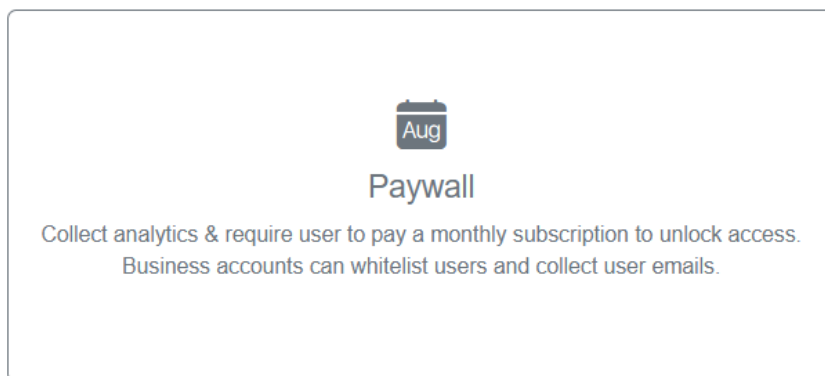 Aug
Paywall
Collect analytics & require user to pay a monthly subscription to unlock access.
Business accounts can whitelist users and collect user emails.